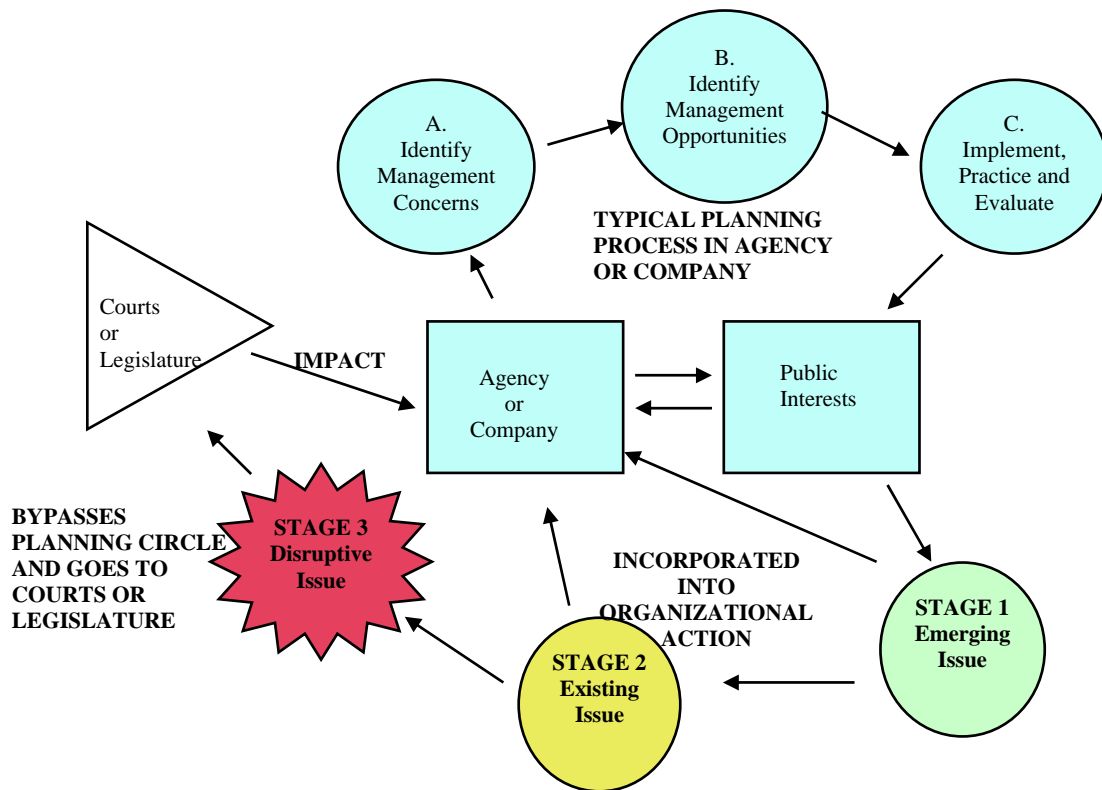 B.
Identify
Management
Opportunities
A.
Identify
Management
Concerns
C.
Implement,
Practice and
Evaluate
TYPICAL PLANNING
PROCESS IN AGENCY
OR COMPANY
Courts
or
Legislature
IMPACT
Agency
or
Company
Public
Interests
BYPASSES
PLANNING CIRCLE
AND GOES TO
COURTS OR
LEGISLATURE
STAGE 3
Disruptive
Issue
INCORPORATED
INTO
ORGANIZATIONAL
ACTION
STAGE 2
Existing
Issue
STAGE 1
Emerging
Issue